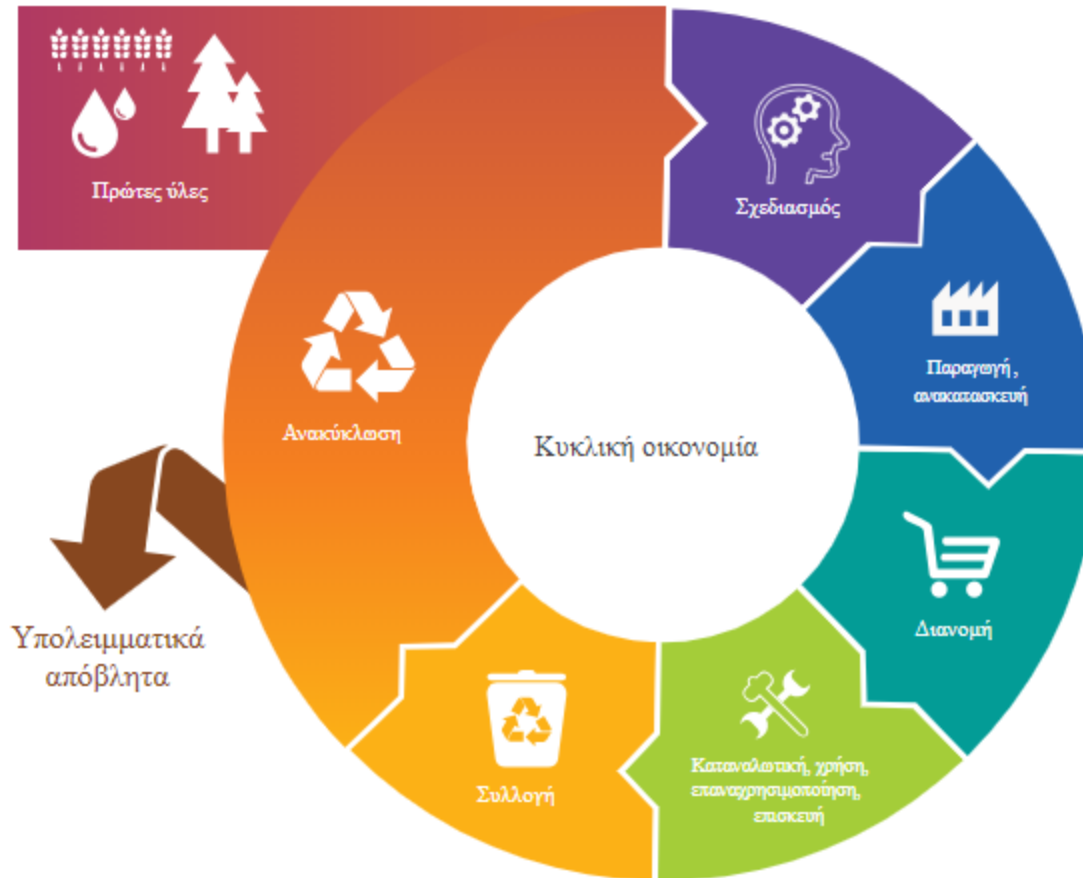 Πρώτες ύλες
Σχεδιασμός
Παραγωγή,
ανακατασκευή
Ανακύκλωση
Κυκλική οικονομία
Διανομή
Υπολειμματικά
απόβλητα
Συλλογή
Καταναλωτική, χρήση,
επαναχρησιμοποίηση,
επισκευή